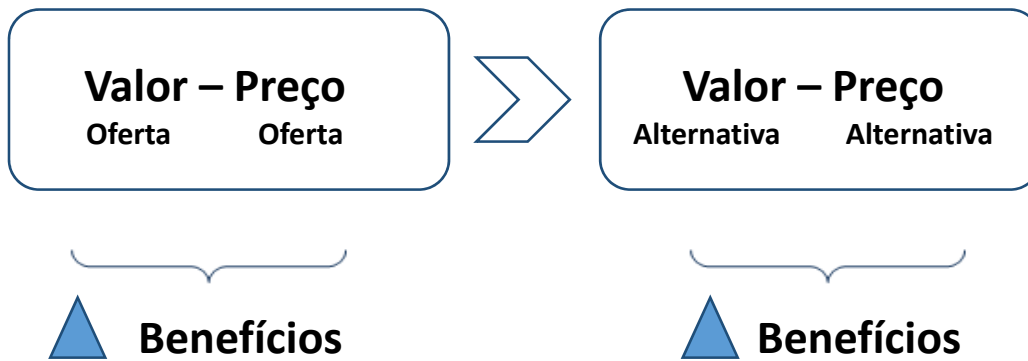 Valor – Preço
Oferta Oferta
Valor – Preço
Alternativa Alternativa
Benefícios
Benefícios